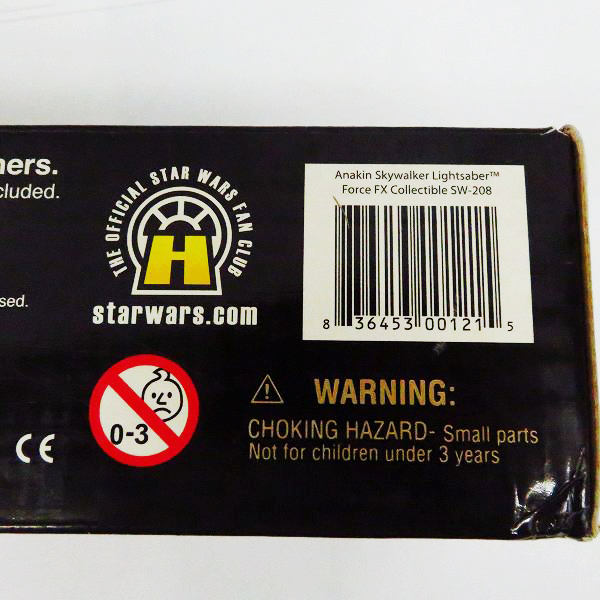 ners.
cluded.
sed.
THE OFFICIAL STAR WARS FAN CLUB
H
starwars.com
Anakin Skywalker Lightsaber™
Force FX Collectible SW-208
8 36453 00121 5
0-3
CE
WARNING:
CHOKING HAZARD- Small parts
Not for children under 3 years